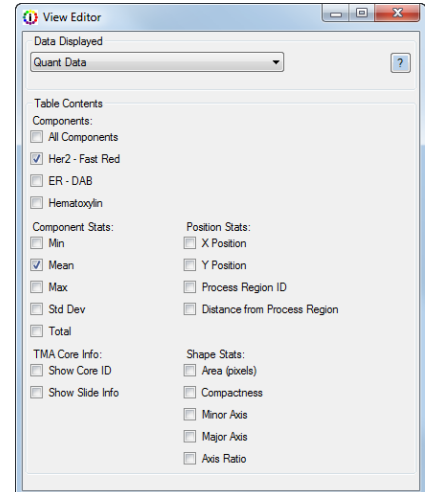 View Editor
Data Displayed
Quant Data
?
Table Contents
Components:
All Components
Her2 - Fast Red
ER - DAB
Hematoxylin
Component Stats:
Min
Mean
Max
Std Dev
Total
Position Stats:
X Position
Y Position
Process Region ID
Distance from Process Region
TMA Core Info:
Show Core ID
Show Slide Info
Shape Stats:
Area (pixels)
Compactness
Minor Axis
Major Axis
Axis Ratio